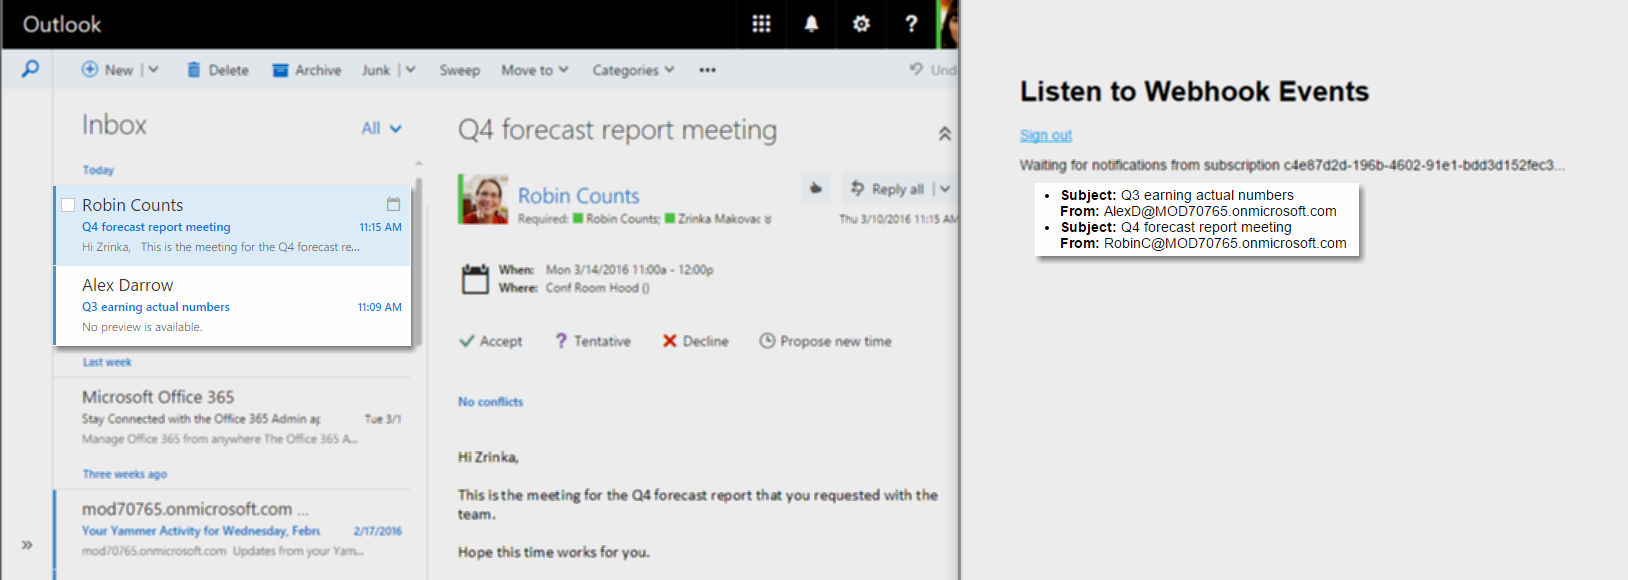 Outlook
?
New
Delete
Archive
Junk
Sweep
Move to
Categories
...
Inbox
All
Today
Robin Counts
Q4 forecast report meeting 11:15 AM
Hi Zrinka, This is the meeting for the Q4 forecast re...
Alex Darrow
Q3 earning actual numbers 11:09 AM
No preview is available.
Last week
Microsoft Office 365
Stay Connected with the Office 365 Admin ap Tue 3/1
Manage Office 365 from anywhere The Office 365 A...
Three weeks ago
mod70765.onmicrosoft.com ...
Your Yammer Activity for Wednesday, Febru 2/17/2016
mod70765.onmicrosoft.com Updates from your Yam...
Q4 forecast report meeting
Robin Counts
Reply all
Required: Robin Counts; Zrinka Makovac
Thu 3/10/2016 11:15 AM
When: Mon 3/14/2016 11:00a - 12:00p
Where: Conf Room Hood ()
Accept ? Tentative Decline Propose new time
No conflicts
Hi Zrinka,
This is the meeting for the Q4 forecast report that you requested with the
team.
Hope this time works for you.
Listen to Webhook Events
Sign out
Waiting for notifications from subscription c4e87d2d-196b-4602-91e1-bdd3d152fec3...
• Subject: Q3 earning actual numbers
From: AlexD@MOD70765.onmicrosoft.com
• Subject: Q4 forecast report meeting
From: RobinC@MOD70765.onmicrosoft.com